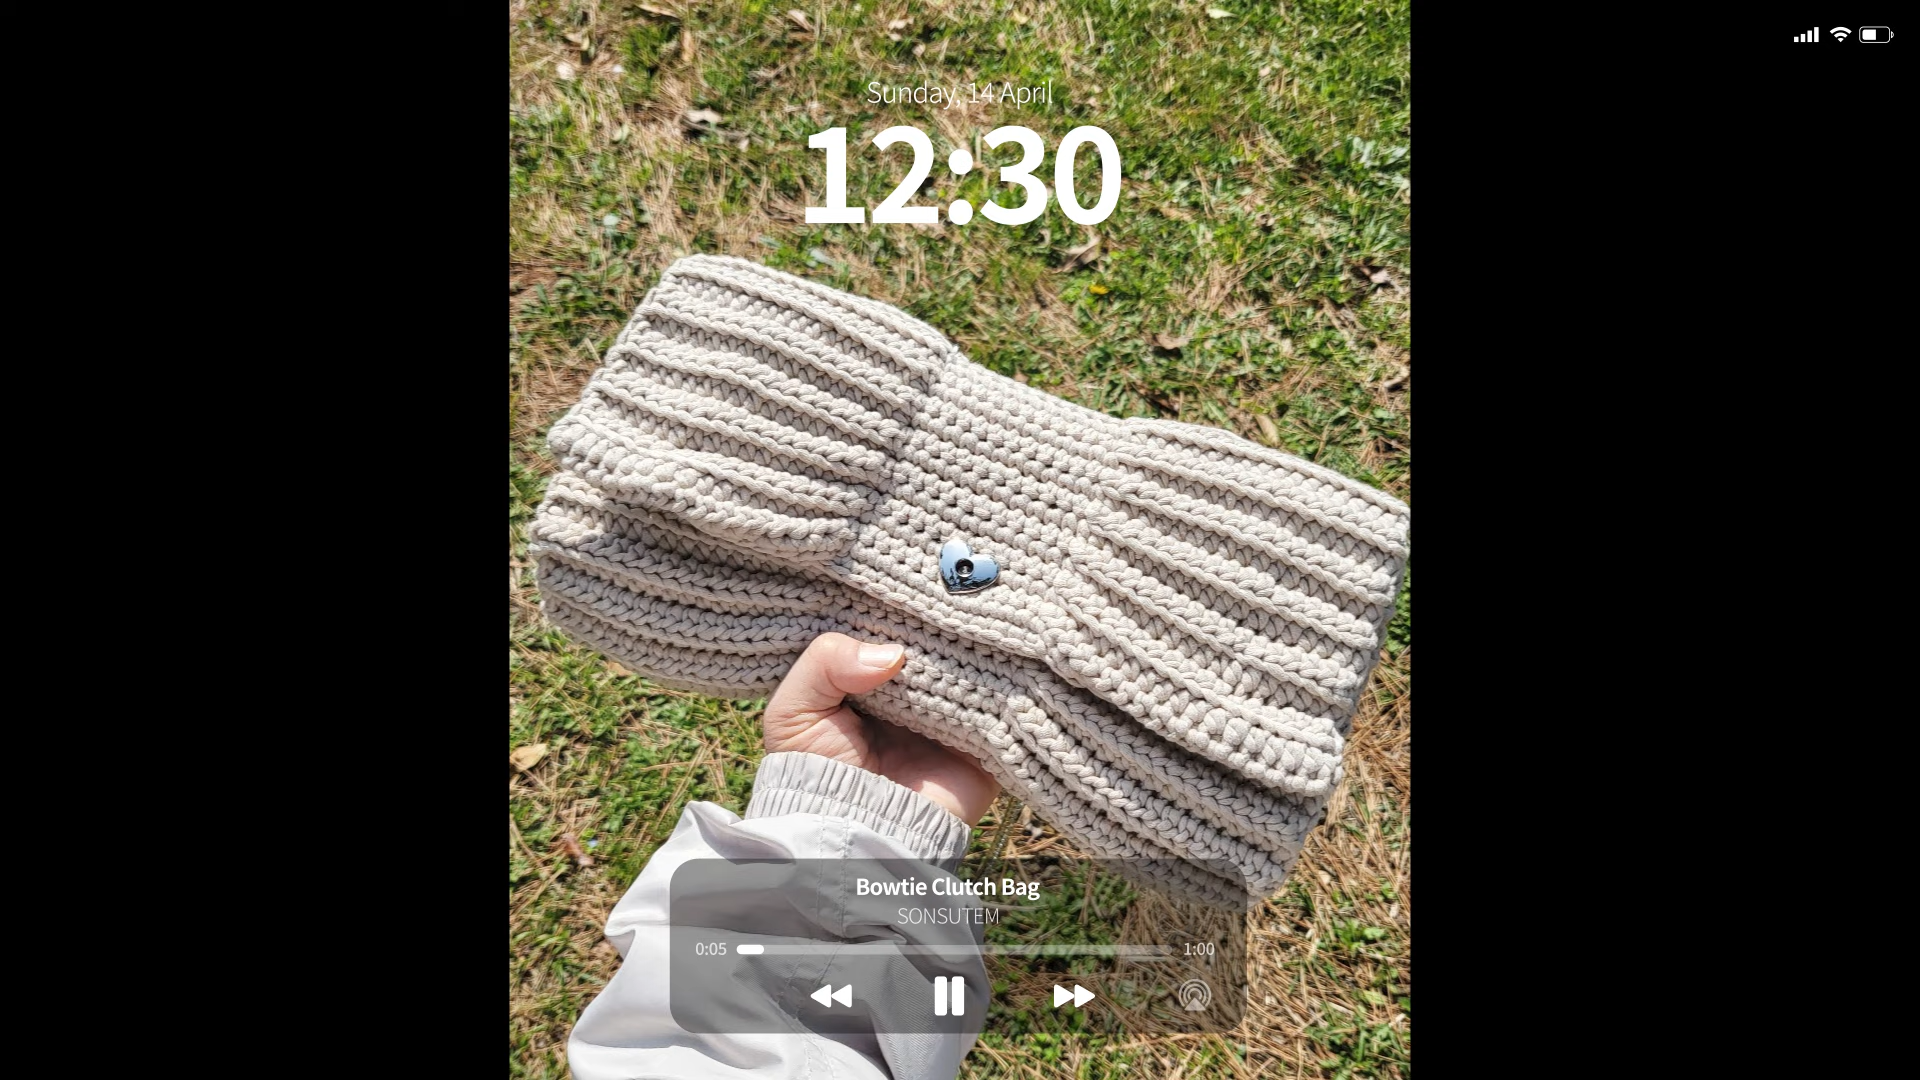 Sunday, 14 April
12:30
Bowtie Clutch Bag
SONSUTEM
0:05
1:00